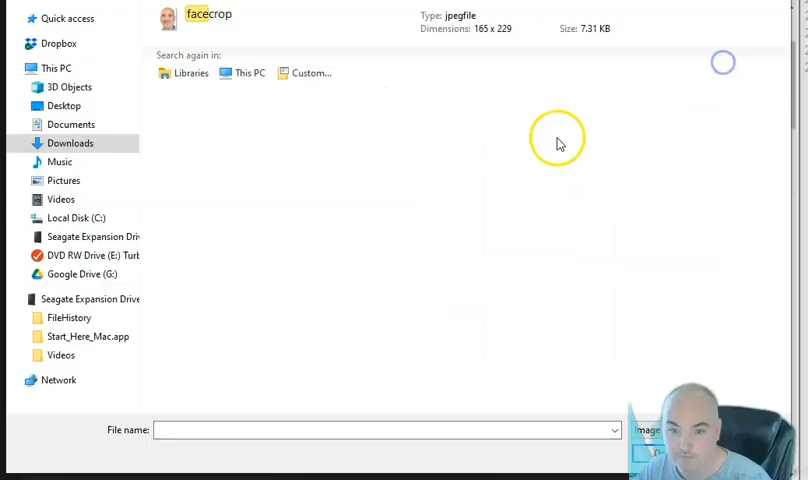 Quick access
facecrop
Type: jpegfile
Dimensions: 165 x 229
Size: 7.31 KB
Dropbox
Search again in:
This PC
Libraries
This PC
Custom...
3D Objects
Desktop
Documents
Downloads
Music
Pictures
Videos
Local Disk (C:)
Seagate Expansion Driv
DVD RW Drive (E:) Turb
Google Drive (G:)
Seagate Expansion Drive
FileHistory
Start_Here_Mac.app
Videos
Network
File name:
Image